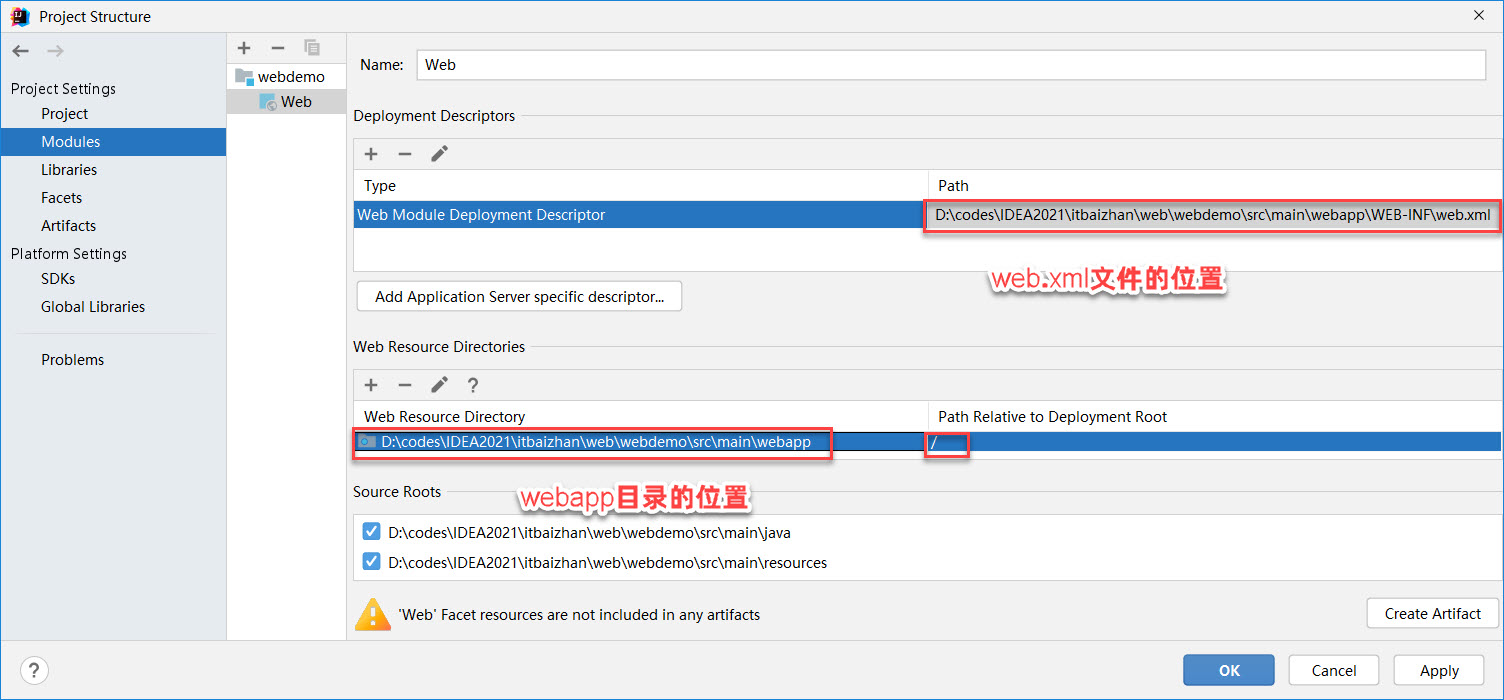 Project Structure
Project Settings
Project
Modules
Libraries
Facets
Artifacts
Platform Settings
SDKs
Global Libraries
Problems
webdemo
Web
Name: Web
Deployment Descriptors
Type Path
Web Module Deployment Descriptor D:\codes\IDEA2021\itbaizhan\web\webdemo\src\main\webapp\WEB-INF\web.xml
web.xml文件的位置
Add Application Server specific descriptor...
Web Resource Directories
?
Web Resource Directory Path Relative to Deployment Root
D:\codes\IDEA2021\itbaizhan\web\webdemo\src\main\webapp /
webapp目录的位置
Source Roots
D:\codes\IDEA2021\itbaizhan\web\webdemo\src\main\java
D:\codes\IDEA2021\itbaizhan\web\webdemo\src\main\resources
'Web' Facet resources are not included in any artifacts Create Artifact
? OK Cancel Apply